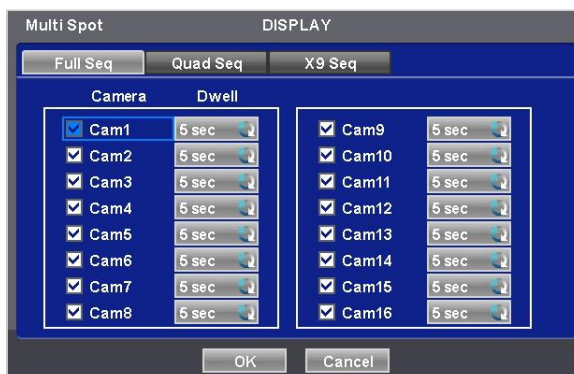 Multi Spot DISPLAY
Full Seq Quad Seq X9 Seq
Camera Dwell
Cam1 5 sec
Cam2 5 sec
Cam3 5 sec
Cam4 5 sec
Cam5 5 sec
Cam6 5 sec
Cam7 5 sec
Cam8 5 sec
Cam9 5 sec
Cam10 5 sec
Cam11 5 sec
Cam12 5 sec
Cam13 5 sec
Cam14 5 sec
Cam15 5 sec
Cam16 5 sec
OK Cancel